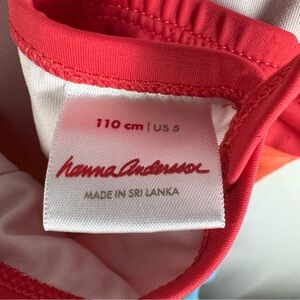 110 cm | US 5
hanna andersson
MADE IN SRI LANKA